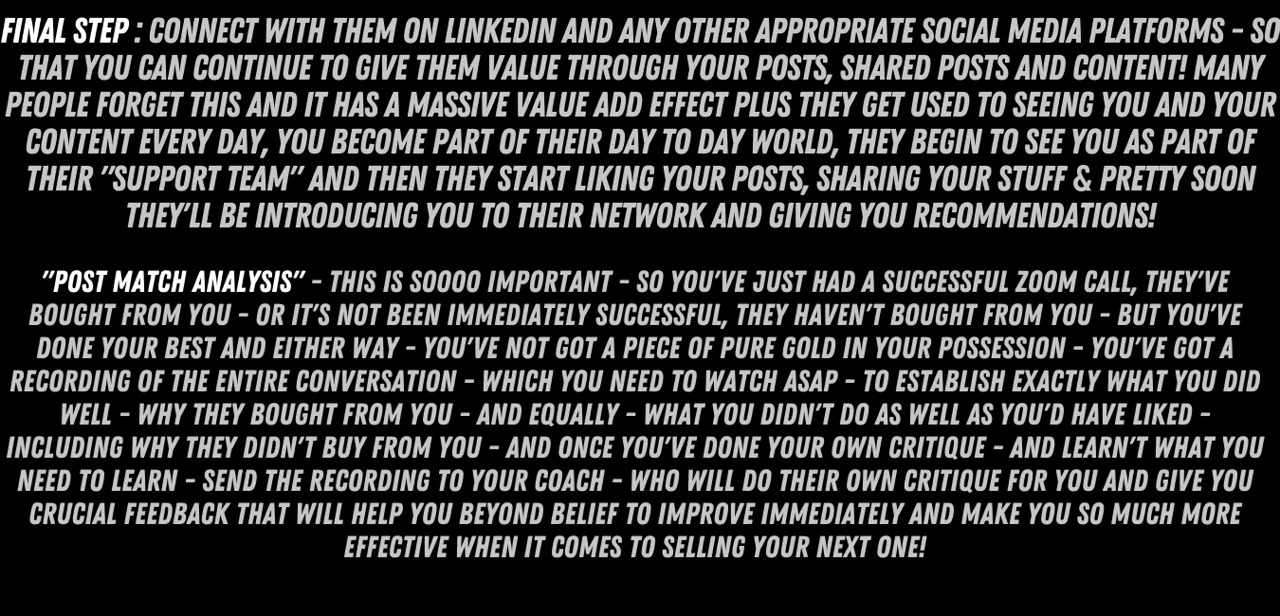 FINAL STEP : CONNECT WITH THEM ON LINKEDIN AND ANY OTHER APPROPRIATE SOCIAL MEDIA PLATFORMS - SO
THAT YOU CAN CONTINUE TO GIVE THEM VALUE THROUGH YOUR POSTS, SHARED POSTS AND CONTENT! MANY
PEOPLE FORGET THIS AND IT HAS A MASSIVE VALUE ADD EFFECT PLUS THEY GET USED TO SEEING YOU AND YOUR
CONTENT EVERY DAY, YOU BECOME PART OF THEIR DAY TO DAY WORLD, THEY BEGIN TO SEE YOU AS PART OF
THEIR "SUPPORT TEAM" AND THEN THEY START LIKING YOUR POSTS, SHARING YOUR STUFF & PRETTY SOON
THEY'LL BE INTRODUCING YOU TO THEIR NETWORK AND GIVING YOU RECOMMENDATIONS!
"POST MATCH ANALYSIS" - THIS IS SOOOO IMPORTANT - SO YOU'VE JUST HAD A SUCCESSFUL ZOOM CALL, THEY'VE
BOUGHT FROM YOU - OR IT'S NOT BEEN IMMEDIATELY SUCCESSFUL, THEY HAVEN'T BOUGHT FROM YOU - BUT YOU'VE
DONE YOUR BEST AND EITHER WAY - YOU'VE NOT GOT A PIECE OF PURE GOLD IN YOUR POSSESSION - YOU'VE GOT A
RECORDING OF THE ENTIRE CONVERSATION - WHICH YOU NEED TO WATCH ASAP - TO ESTABLISH EXACTLY WHAT YOU DID
WELL - WHY THEY BOUGHT FROM YOU - AND EQUALLY - WHAT YOU DIDN'T DO AS WELL AS YOU'D HAVE LIKED -
INCLUDING WHY THEY DIDN'T BUY FROM YOU - AND ONCE YOU'VE DONE YOUR OWN CRITIQUE - AND LEARN'T WHAT YOU
NEED TO LEARN - SEND THE RECORDING TO YOUR COACH - WHO WILL DO THEIR OWN CRITIQUE FOR YOU AND GIVE YOU
CRUCIAL FEEDBACK THAT WILL HELP YOU BEYOND BELIEF TO IMPROVE IMMEDIATELY AND MAKE YOU SO MUCH MORE
EFFECTIVE WHEN IT COMES TO SELLING YOUR NEXT ONE!